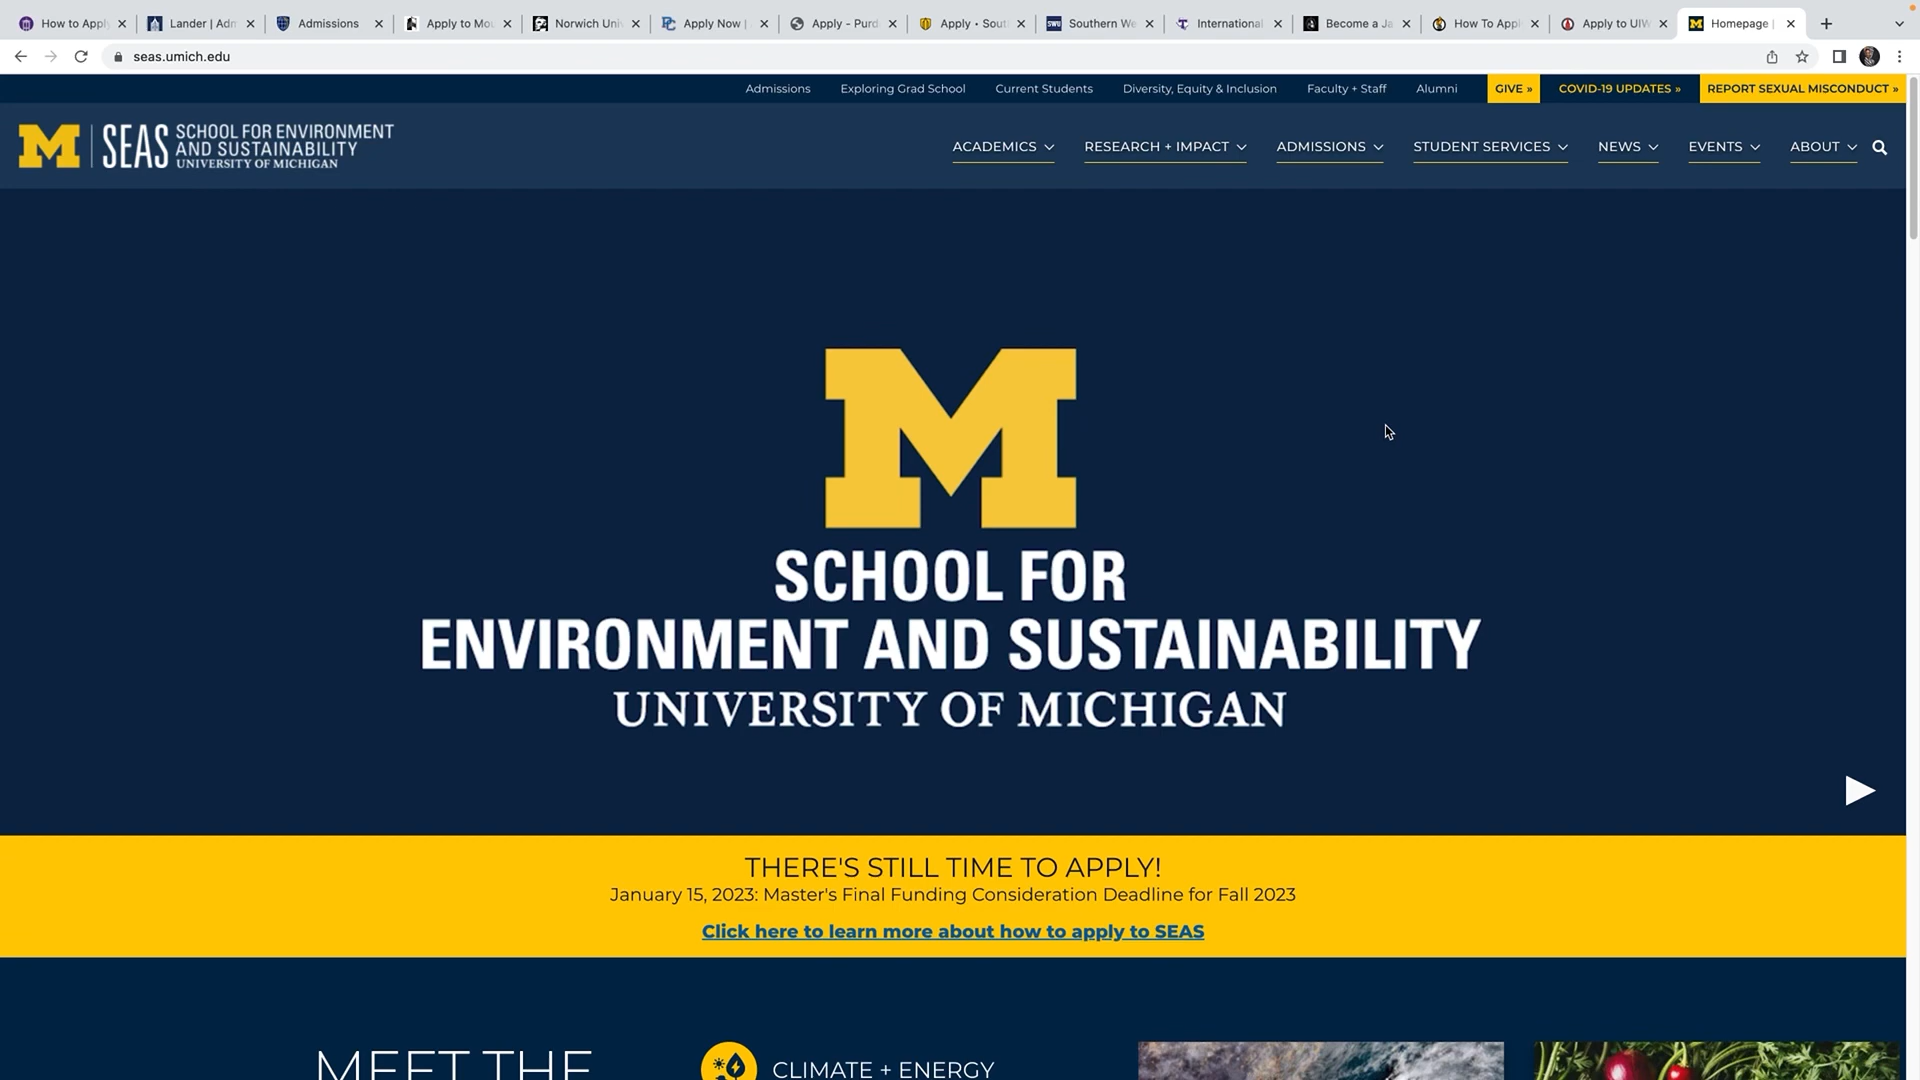 How to Apply
Lander | Adm
Admissions
Apply to Mou
Norwich Univ
Apply Now |
Apply - Purd
Apply • Sout
Southern We
International
Become a Ja
How To Appl
Apply to UIW
Homepage |
seas.umich.edu
Admissions
Exploring Grad School
Current Students
Diversity, Equity & Inclusion
Faculty + Staff
Alumni
GIVE »
COVID-19 UPDATES »
REPORT SEXUAL MISCONDUCT »
M SEAS
SCHOOL FOR ENVIRONMENT
AND SUSTAINABILITY
UNIVERSITY OF MICHIGAN
ACADEMICS
RESEARCH + IMPACT
ADMISSIONS
STUDENT SERVICES
NEWS
EVENTS
ABOUT
M
SCHOOL FOR
ENVIRONMENT AND SUSTAINABILITY
UNIVERSITY OF MICHIGAN
THERE'S STILL TIME TO APPLY!
January 15, 2023: Master's Final Funding Consideration Deadline for Fall 2023
Click here to learn more about how to apply to SEAS
MEET THE
CLIMATE + ENERGY